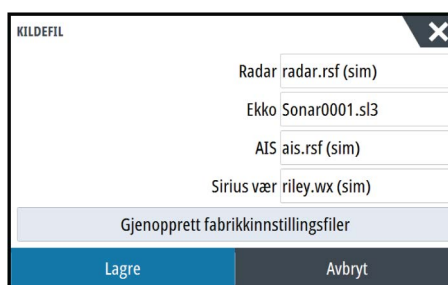 KILDEFIL
Radar radar.rsf (sim)
Ekko Sonar0001.sl3
AIS ais.rsf (sim)
Sirius vær riley.wx (sim)
Gjenopprett fabrikkinnstillingsfiler
Lagre Avbryt